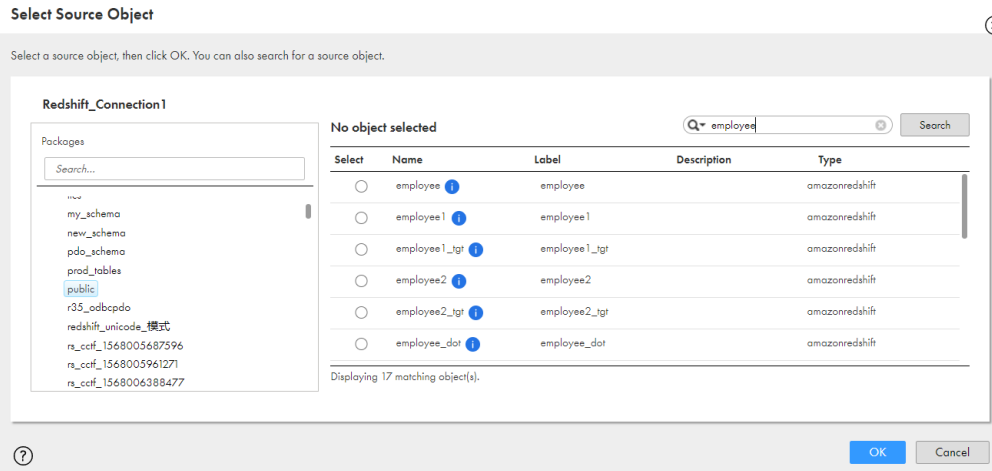 Select Source Object
Select a source object, then click OK. You can also search for a source object.
Redshift_Connection1
Packages
Search...
my_schema
new_schema
pdo_schema
prod_tables
public
r35_odbcpdo
redshift_unicode_模式
rs_cctf_1568005687596
rs_cctf_1568005961271
rs_cctf_1568006388477
No object selected
employee
Search
Select Name Label Description Type
employee employee amazonredshift
employee1 employee1 amazonredshift
employee1_tgt employee1_tgt amazonredshift
employee2 employee2 amazonredshift
employee2_tgt employee2_tgt amazonredshift
employee_dot employee_dot amazonredshift
Displaying 17 matching object(s).
OK Cancel